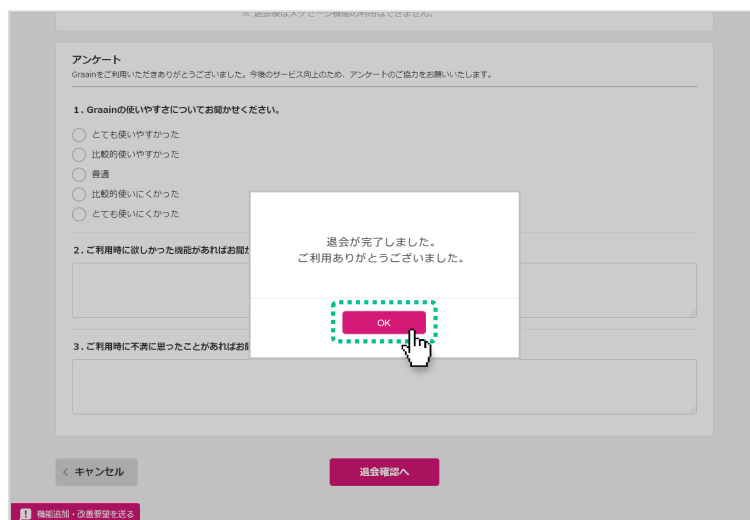 ※ 退会後はメッセージ機能の利用はできません。
アンケート
Graainをご利用いただきありがとうございました。今後のサービス向上のため、アンケートのご協力をお願いいたします。
1. Graainの使いやすさについてお聞かせください。
とても使いやすかった
比較的使いやすかった
普通
比較的使いにくかった
とても使いにくかった
退会が完了しました。
ご利用ありがとうございました。
OK
2. ご利用時に欲しかった機能があればお聞か
3. ご利用時に不満に思ったことがあればお
< キャンセル
退会確認へ
! 機能追加・改善要望を送る